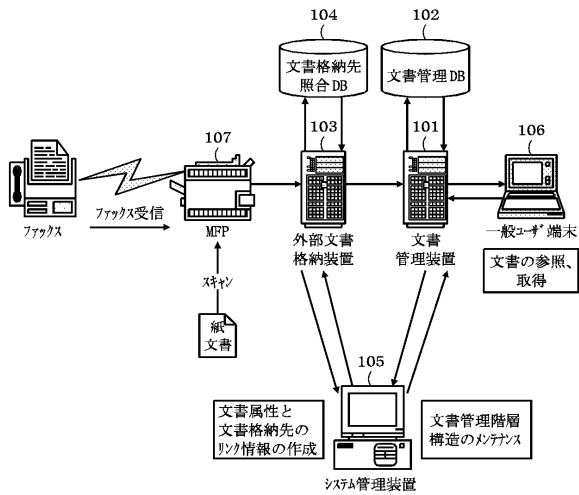 104
102
文書格納先
照合DB
文書管理DB
107
103
101
106
ファックス
ファックス受信
MFP
外部文書
格納装置
文書
管理装置
一般ユーザ端末
文書の参照、
取得
スキャン
紙
文書
105
文書属性と
文書格納先の
リンク情報の作成
文書管理階層
構造のメンテナンス
システム管理装置